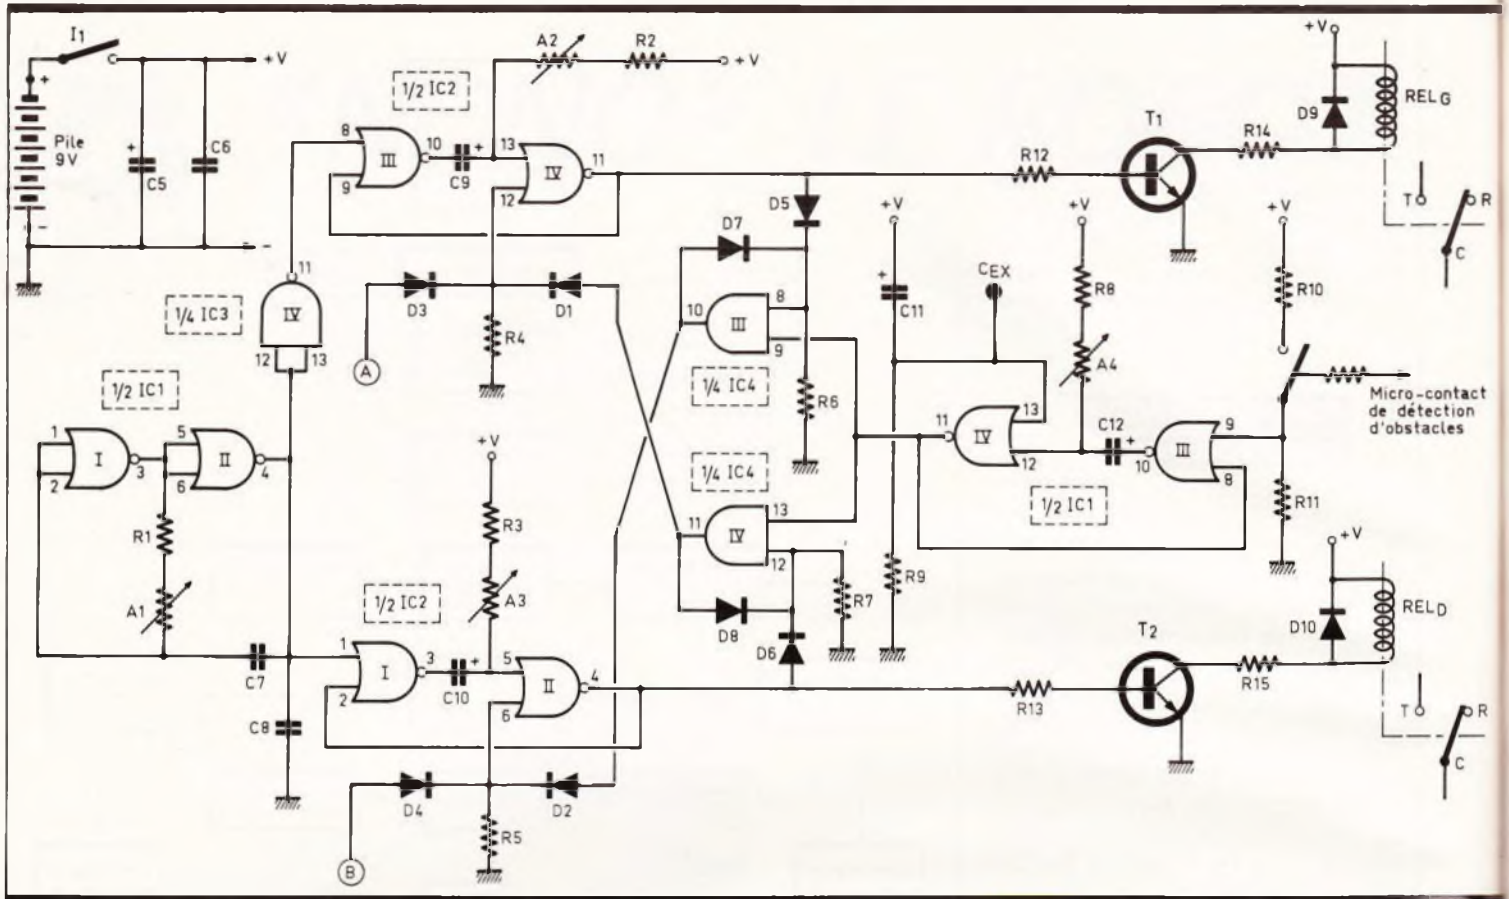 I1
+V
+
Pile
9V
+
C5
C6
-
-
1/2 IC2
A2
R2
+V
8
9
III
10
+
C9
13
12
IV
11
R12
T1
R14
+V
D9
RELG
T
R
C
11
IV
12
13
1/4 IC3
D3
D1
A
R4
D5
D7
10
III
8
9
1/4 IC4
R6
+V
+
C11
CEX
+V
R8
A4
+V
R10
Micro-contact
de détection
d'obstacles
1/2 IC1
1
2
I
3
5
6
II
4
R1
A1
C7
C8
+V
R3
A3
1/2 IC2
1
2
I
3
+
C10
5
6
II
4
1/4 IC4
11
IV
13
12
D8
D6
R7
R9
11
IV
13
12
C12
+
10
III
9
8
1/2 IC1
R11
R13
T2
R15
+V
D10
RELD
T
R
C
D4
D2
B
R5